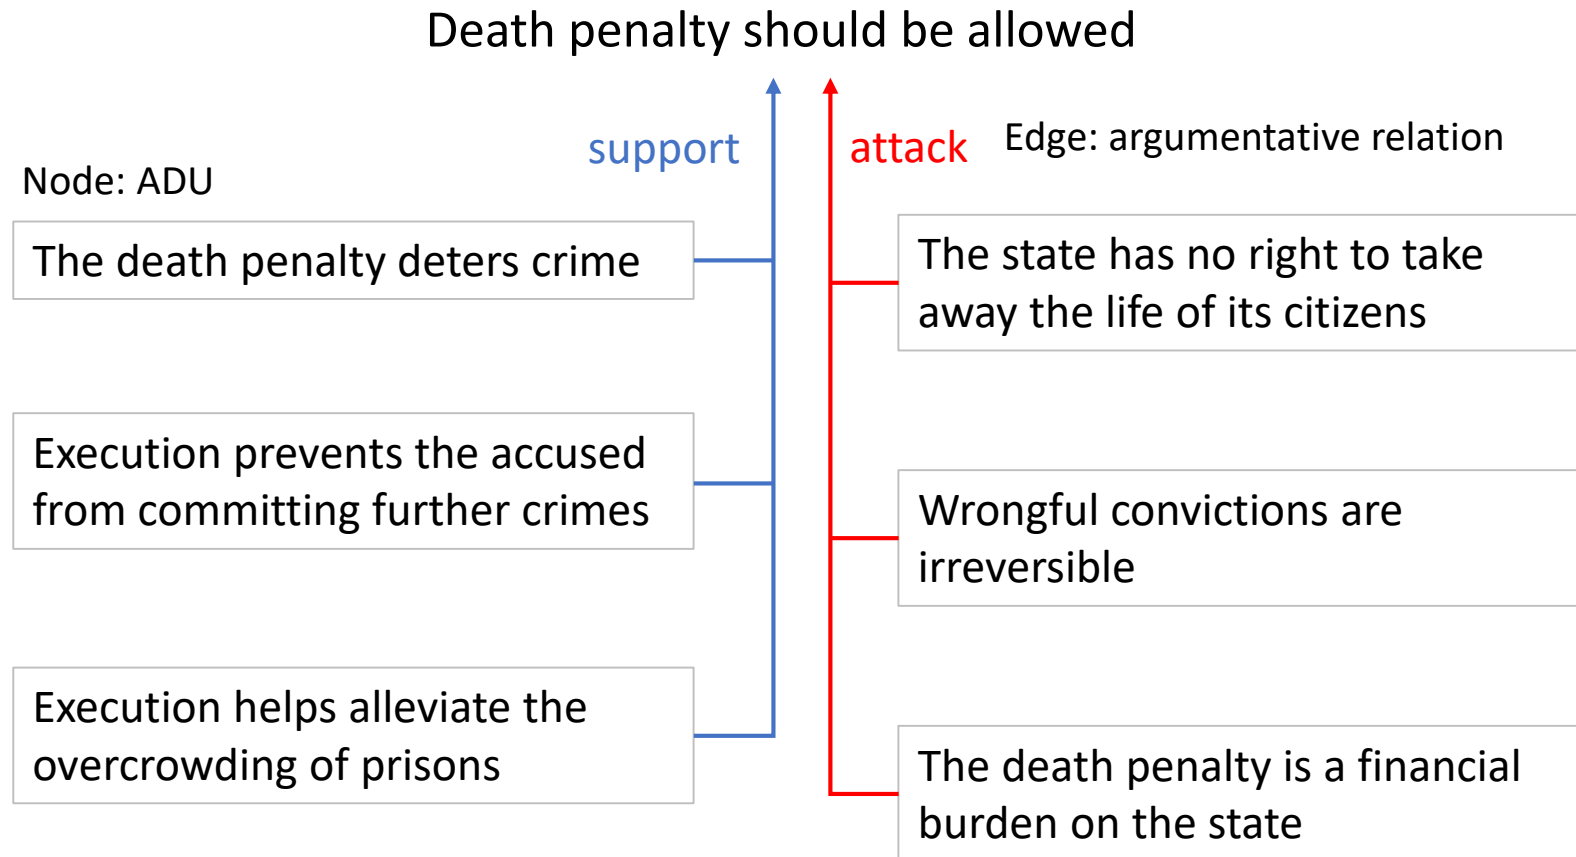 Death penalty should be allowed
support
attack
Edge: argumentative relation
Node: ADU
The death penalty deters crime
Execution prevents the accused
from committing further crimes
Execution helps alleviate the
overcrowding of prisons
The state has no right to take
away the life of its citizens
Wrongful convictions are
irreversible
The death penalty is a financial
burden on the state